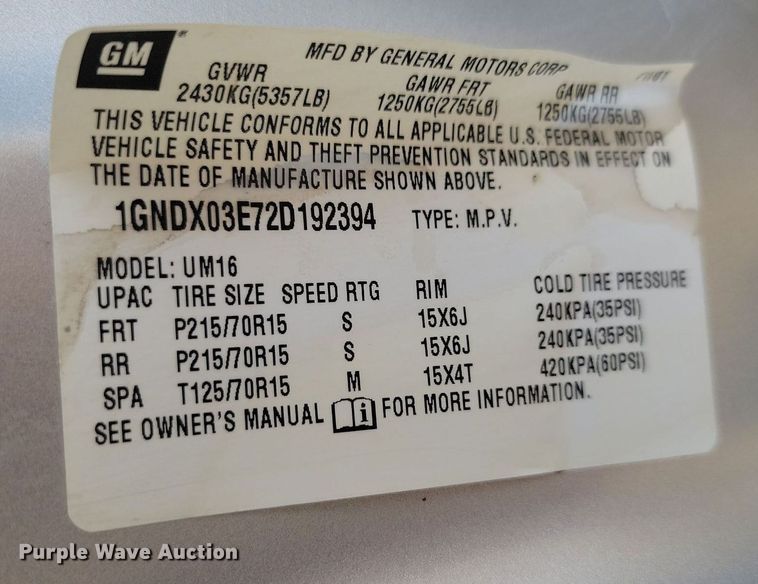 GM
MFD BY GENERAL MOTORS CORP
GVWR GAWR FRT GAWR RR
2430KG(5357LB) 1250KG(2755LB) 1250KG(2755LB)
THIS VEHICLE CONFORMS TO ALL APPLICABLE U.S. FEDERAL MOTOR
VEHICLE SAFETY AND THEFT PREVENTION STANDARDS IN EFFECT ON
THE DATE OF MANUFACTURE SHOWN ABOVE.
1GNDX03E72D192394 TYPE: M.P.V.
MODEL: UM16
UPAC TIRE SIZE SPEED RTG RIM COLD TIRE PRESSURE
FRT P215/70R15 S 15X6J 240KPA(35PSI)
RR P215/70R15 S 15X6J 240KPA(35PSI)
SPA T125/70R15 M 15X4T 420KPA(60PSI)
SEE OWNER'S MANUAL FOR MORE INFORMATION.
Purple Wave Auction